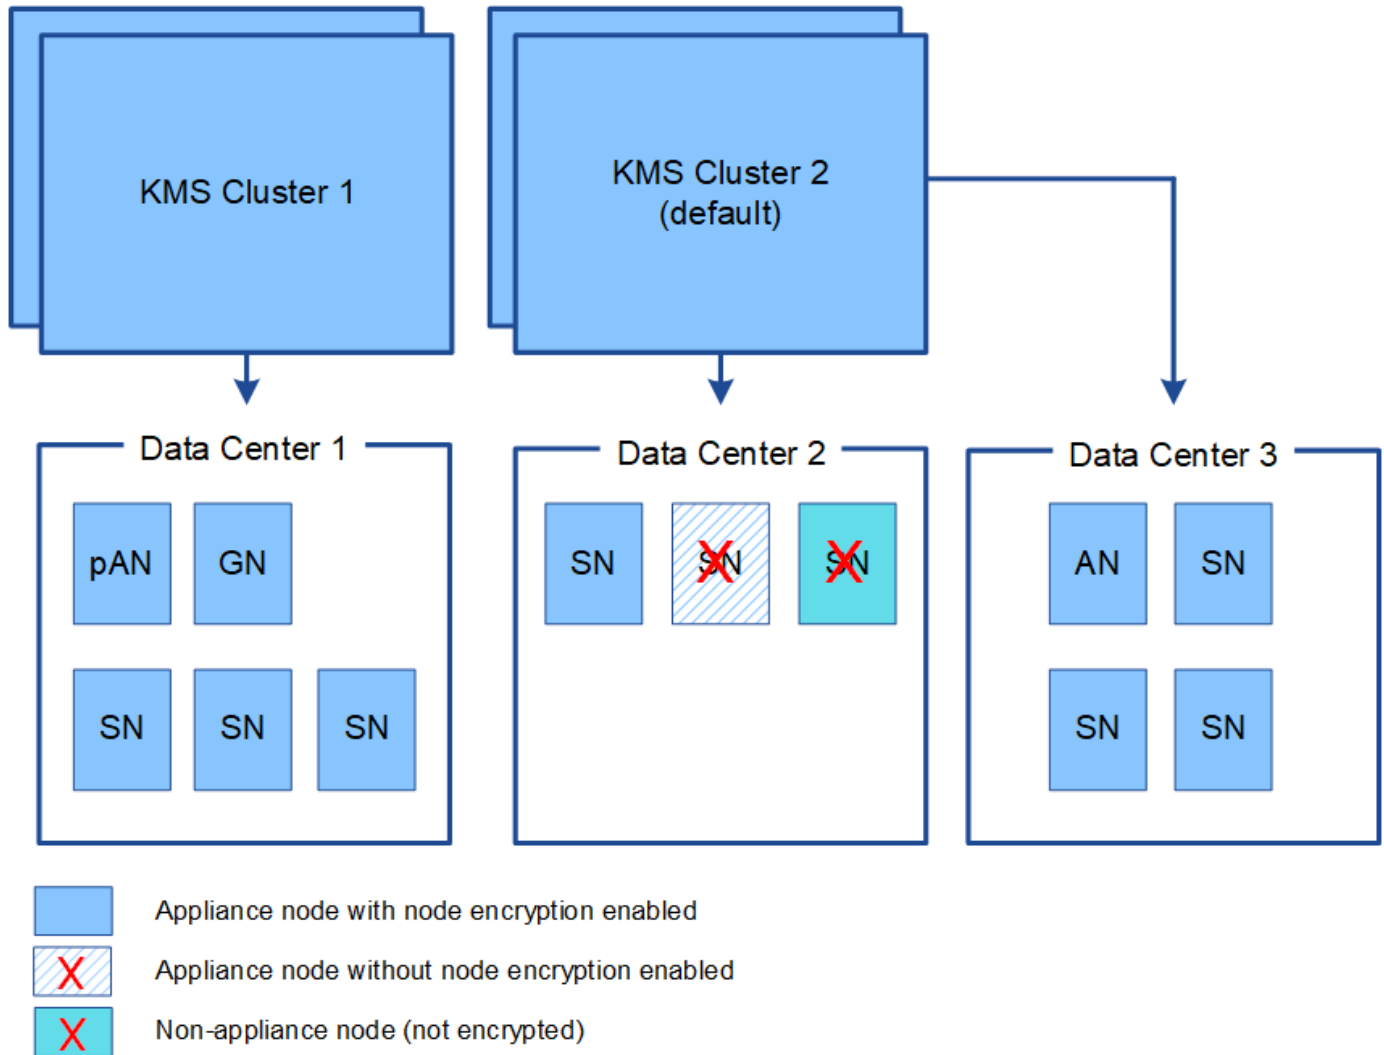 KMS Cluster 1
KMS Cluster 2
(default)
Data Center 1
pAN
GN
SN
SN
SN
Data Center 2
SN
SN
SN
Data Center 3
AN
SN
SN
SN
Appliance node with node encryption enabled
X Appliance node without node encryption enabled
X Non-appliance node (not encrypted)